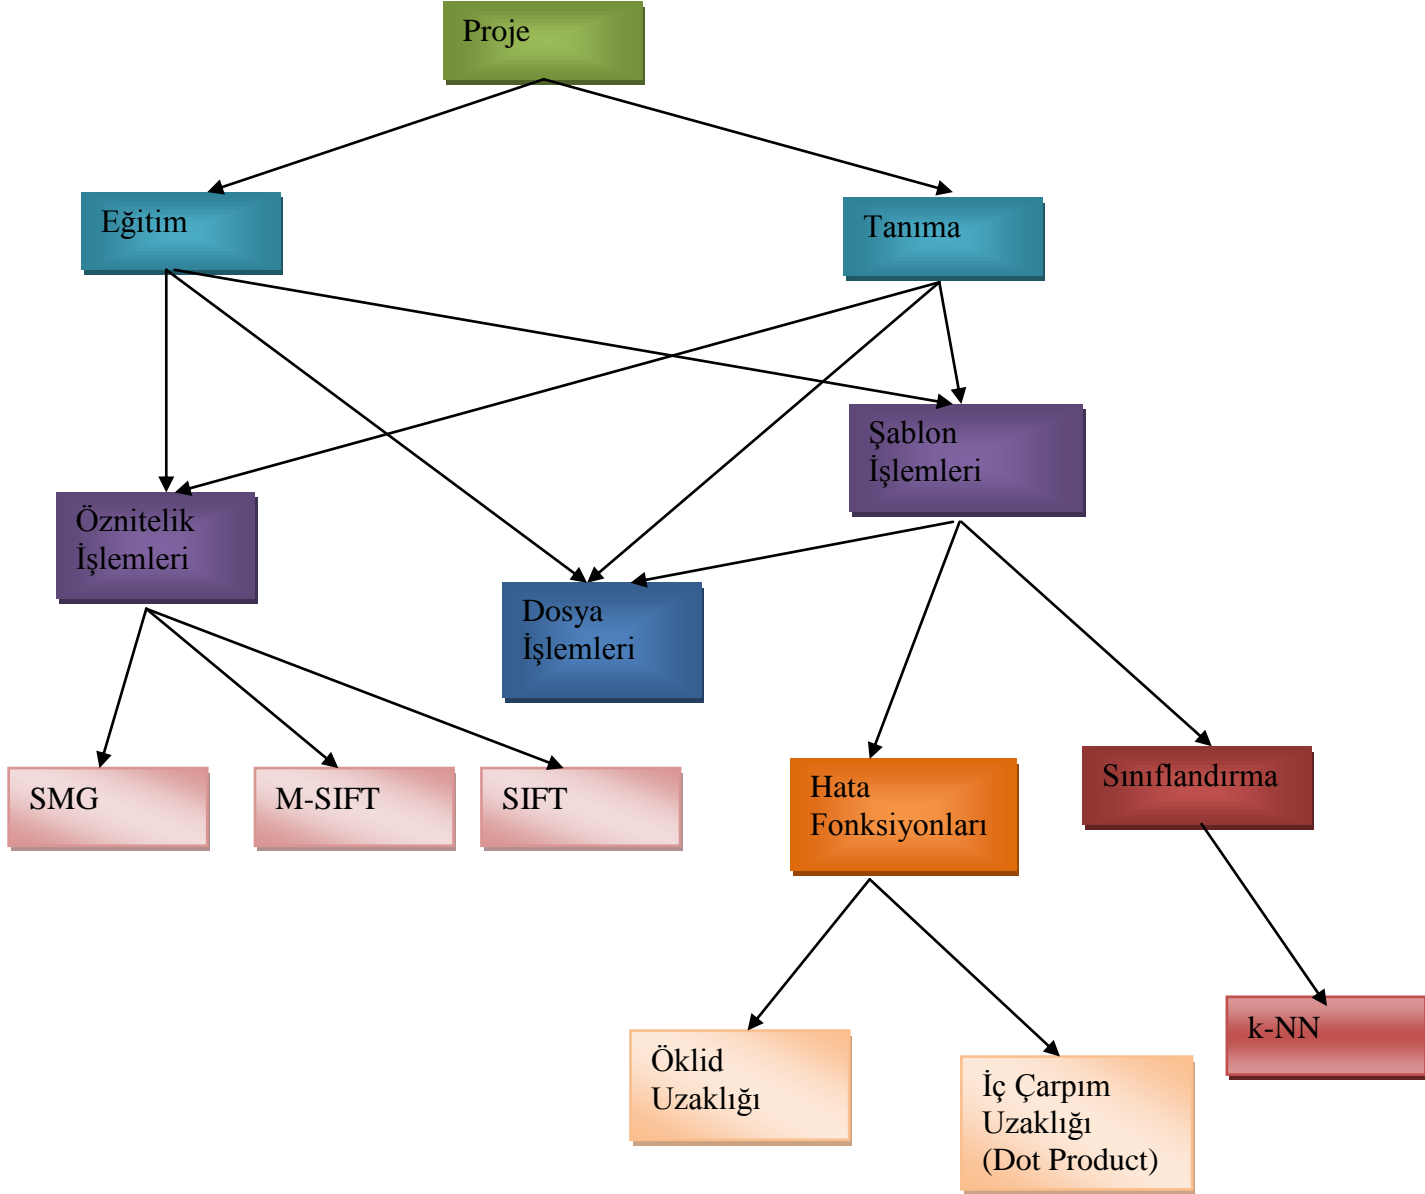 Proje
Eğitim
Tanıma
Şablon
İşlemleri
Öznitelik
İşlemleri
Dosya
İşlemleri
SMG
M-SIFT
SIFT
Hata
Fonksiyonları
Sınıflandırma
Öklid
Uzaklığı
İç Çarpım
Uzaklığı
(Dot Product)
k-NN